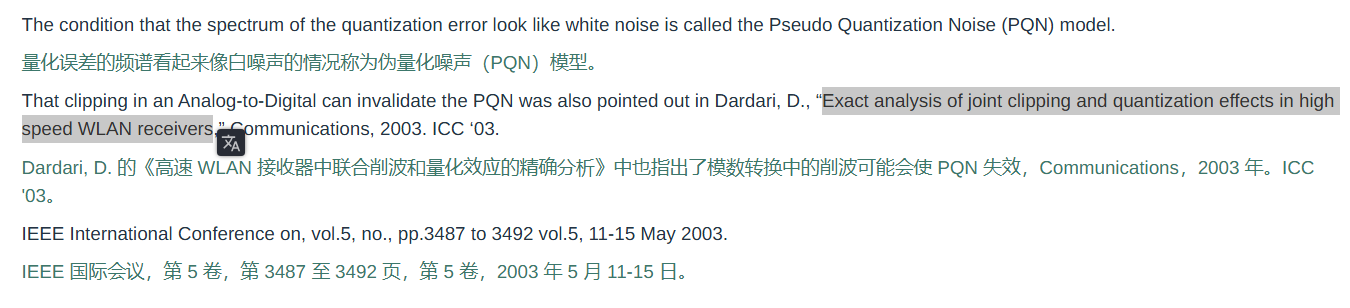 The condition that the spectrum of the quantization error look like white noise is called the Pseudo Quantization Noise (PQN) model.
量化误差的频谱看起来像白噪声的情况称为伪量化噪声（PQN）模型。
That clipping in an Analog-to-Digital can invalidate the PQN was also pointed out in Dardari, D., “Exact analysis of joint clipping and quantization effects in high
speed WLAN receivers,” Communications, 2003. ICC ‘03.
Dardari, D. 的《高速 WLAN 接收器中联合削波和量化效应的精确分析》中也指出了模数转换中的削波可能会使 PQN 失效，Communications，2003 年。ICC
'03。
IEEE International Conference on, vol.5, no., pp.3487 to 3492 vol.5, 11-15 May 2003.
IEEE 国际会议，第 5 卷，第 3487 至 3492 页，第 5 卷，2003 年 5 月 11-15 日。